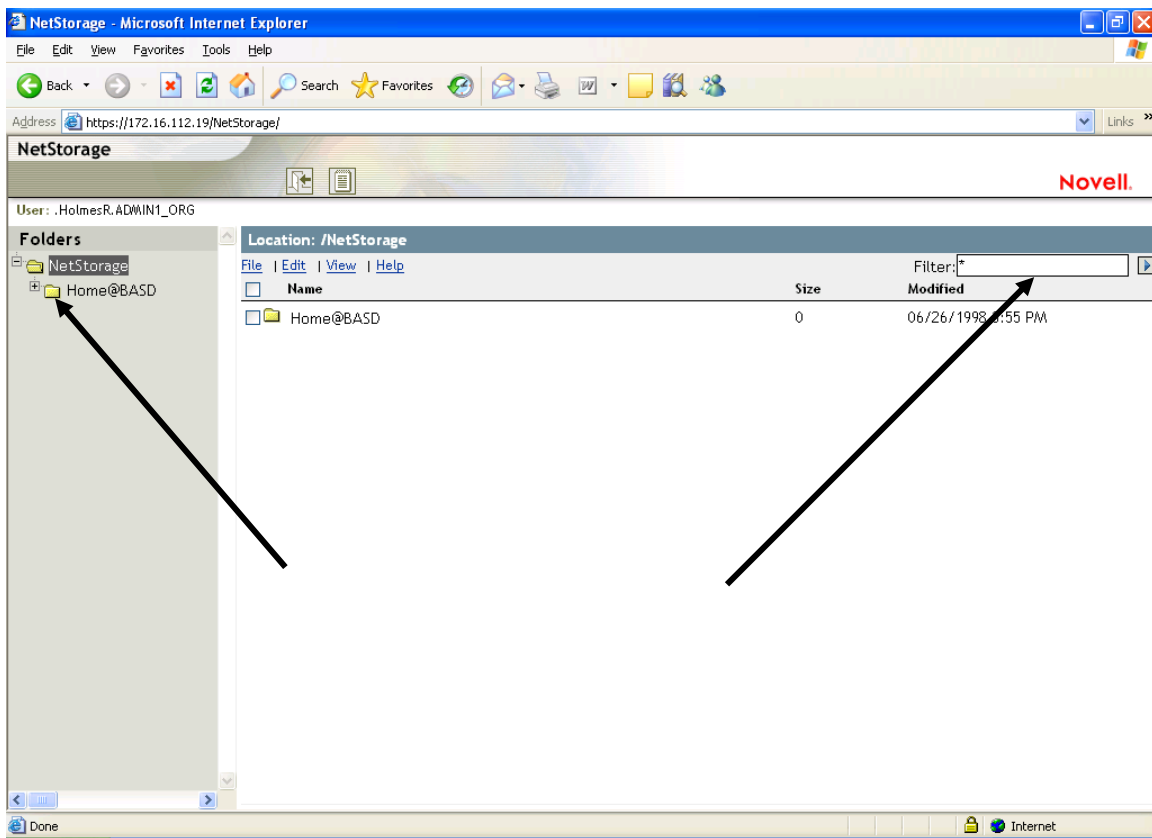 NetStorage - Microsoft Internet Explorer
File Edit View Favorites Tools Help
Back Search Favorites
Address https://172.16.112.19/NetStorage/ Links »
NetStorage
Novell.
User: .HolmesR.ADMIN1_ORG
Folders
Location: /NetStorage
NetStorage
File | Edit | View | Help
Filter: *
Home@BASD
Name Size Modified
Home@BASD 0 06/26/1998 :55 PM
Done Internet